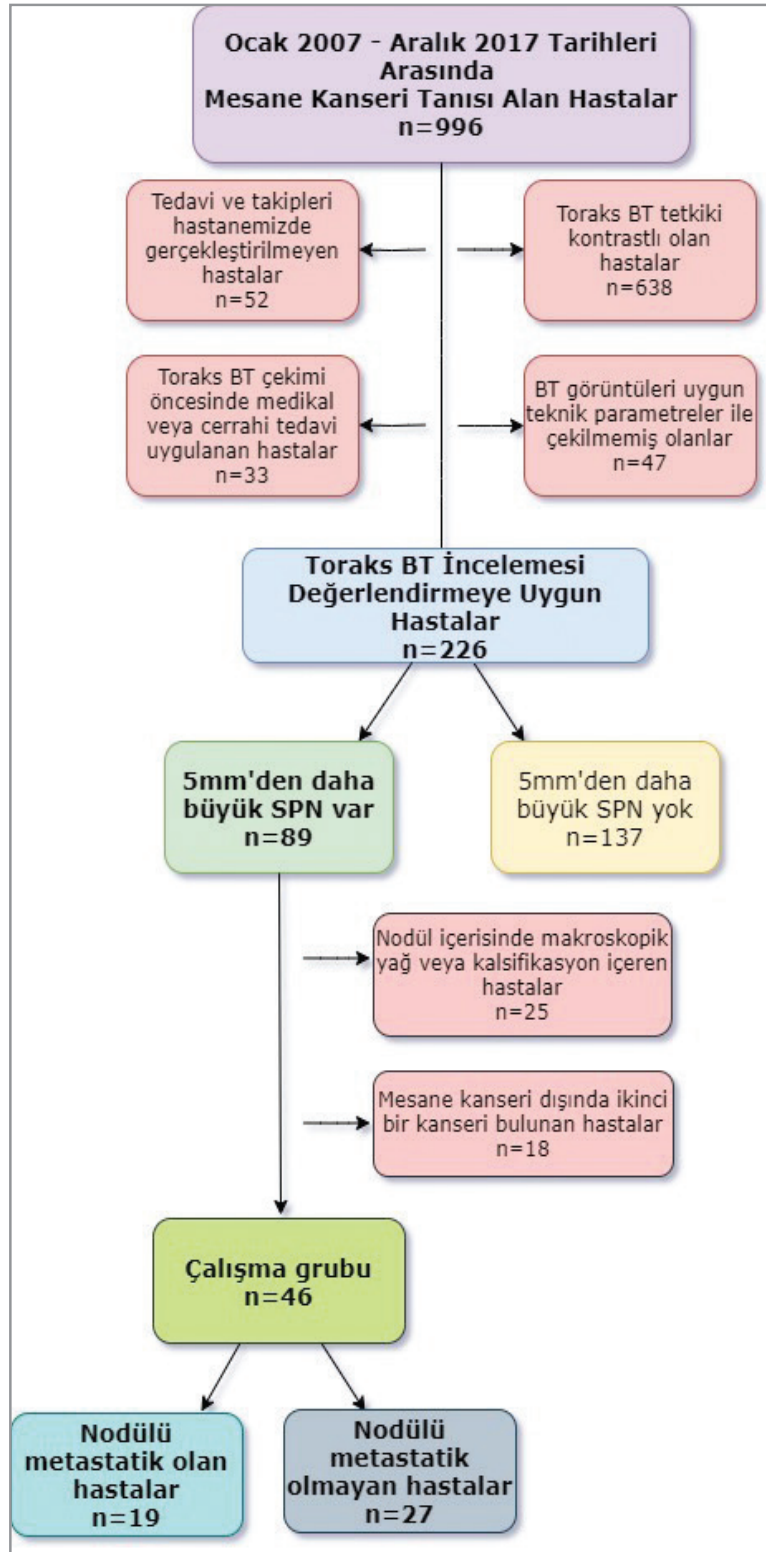 Ocak 2007 - Aralık 2017 Tarihleri
Arasında
Mesane Kanseri Tanısı Alan Hastalar
n=996
Tedavi ve takipleri
hastanemizde
gerçekleştirilmeyen
hastalar
n=52
Toraks BT tetkiki
kontrastlı olan
hastalar
n=638
Toraks BT çekimi
öncesinde medikal
veya cerrahi tedavi
uygulanan hastalar
n=33
BT görüntüleri uygun
teknik parametreler ile
çekilmemiş olanlar
n=47
Toraks BT İncelemesi
Değerlendirmeye Uygun
Hastalar
n=226
5mm'den daha
büyük SPN var
n=89
5mm'den daha
büyük SPN yok
n=137
Nodül içerisinde makroskopik
yağ veya kalsifikasyon içeren
hastalar
n=25
Mesane kanseri dışında ikinci
bir kanseri bulunan hastalar
n=18
Çalışma grubu
n=46
Nodülü
metastatik olan
hastalar
n=19
Nodülü
metastatik
olmayan hastalar
n=27